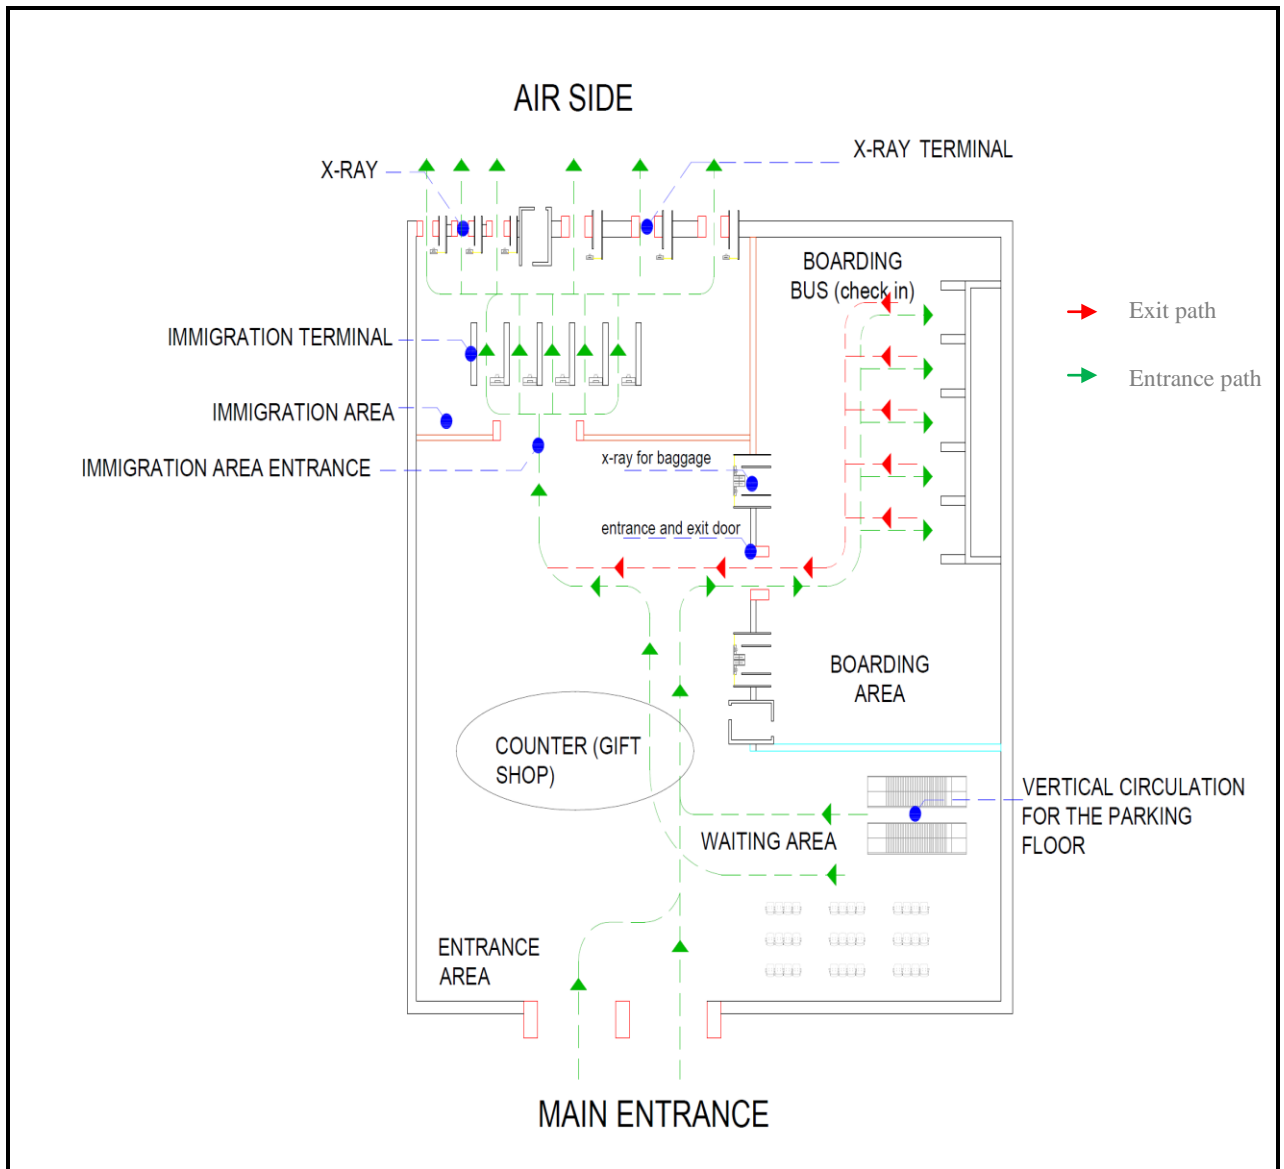 AIR SIDE
X-RAY
X-RAY TERMINAL
BOARDING
BUS (check in)
Exit path
IMMIGRATION TERMINAL
Entrance path
IMMIGRATION AREA
IMMIGRATION AREA ENTRANCE
x-ray for baggage
entrance and exit door
BOARDING
AREA
COUNTER (GIFT
SHOP)
VERTICAL CIRCULATION
FOR THE PARKING
FLOOR
WAITING AREA
ENTRANCE
AREA
MAIN ENTRANCE